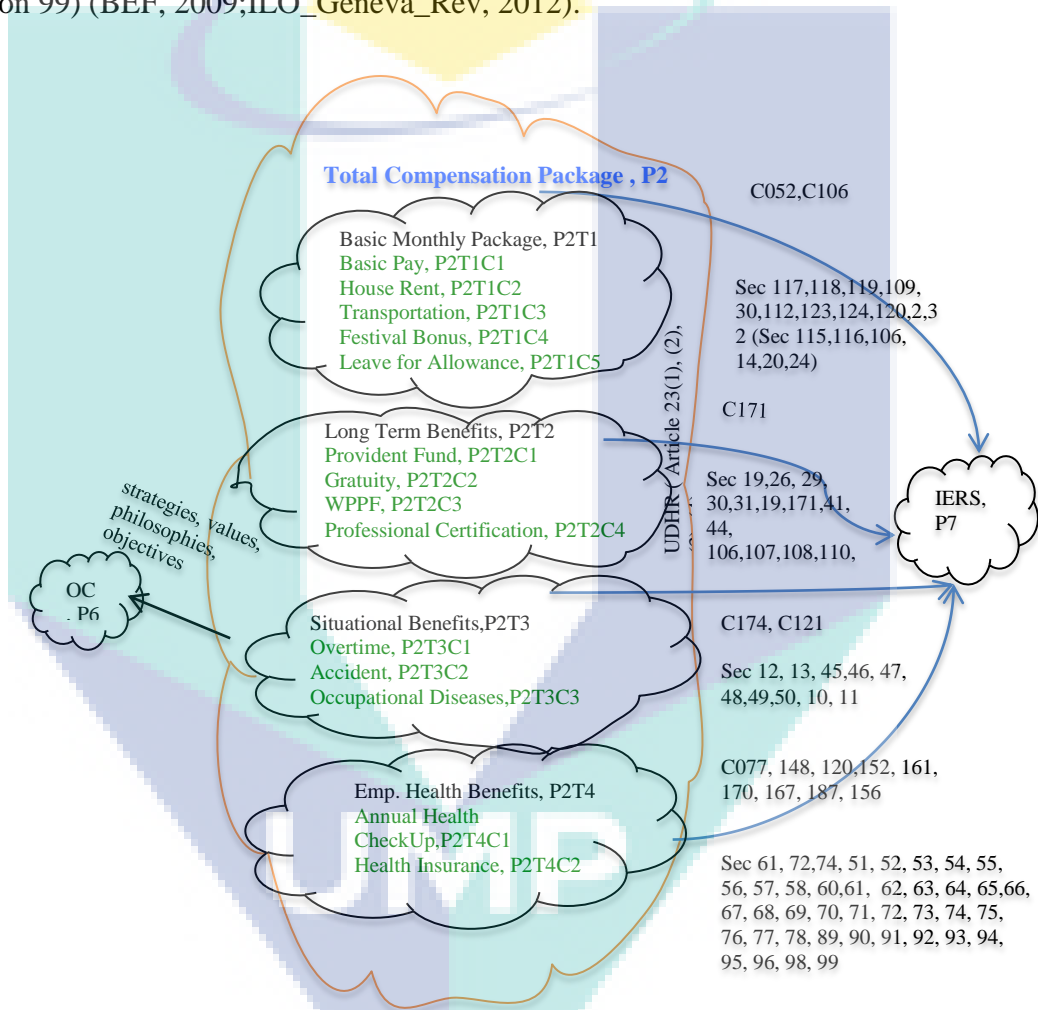 on 99) (BEF, 2009;ILO_Geneva_Rev, 2012).
Total Compensation Package , P2
C052,C106
Basic Monthly Package, P2T1
Basic Pay, P2T1C1
House Rent, P2T1C2
Transportation, P2T1C3
Festival Bonus, P2T1C4
Leave for Allowance, P2T1C5
Sec 117,118,119,109,
30,112,123,124,120,2,3
2 (Sec 115,116,106,
14,20,24)
UDHR ( Article 23(1), (2),
C171
Long Term Benefits, P2T2
Provident Fund, P2T2C1
Gratuity, P2T2C2
WPPF, P2T2C3
Professional Certification, P2T2C4
Sec 19,26, 29,
30,31,19,171,41,
44,
106,107,108,110,
IERS,
P7
strategies, values,
philosophies,
objectives
OC
, P6
Situational Benefits,P2T3
Overtime, P2T3C1
Accident, P2T3C2
Occupational Diseases,P2T3C3
C174, C121
Sec 12, 13, 45,46, 47,
48,49,50, 10, 11
Emp. Health Benefits, P2T4
Annual Health
CheckUp,P2T4C1
Health Insurance, P2T4C2
C077, 148, 120,152, 161,
170, 167, 187, 156
Sec 61, 72,74, 51, 52, 53, 54, 55,
56, 57, 58, 60,61, 62, 63, 64, 65,66,
67, 68, 69, 70, 71, 72, 73, 74, 75,
76, 77, 78, 89, 90, 91, 92, 93, 94,
95, 96, 98, 99
UMP